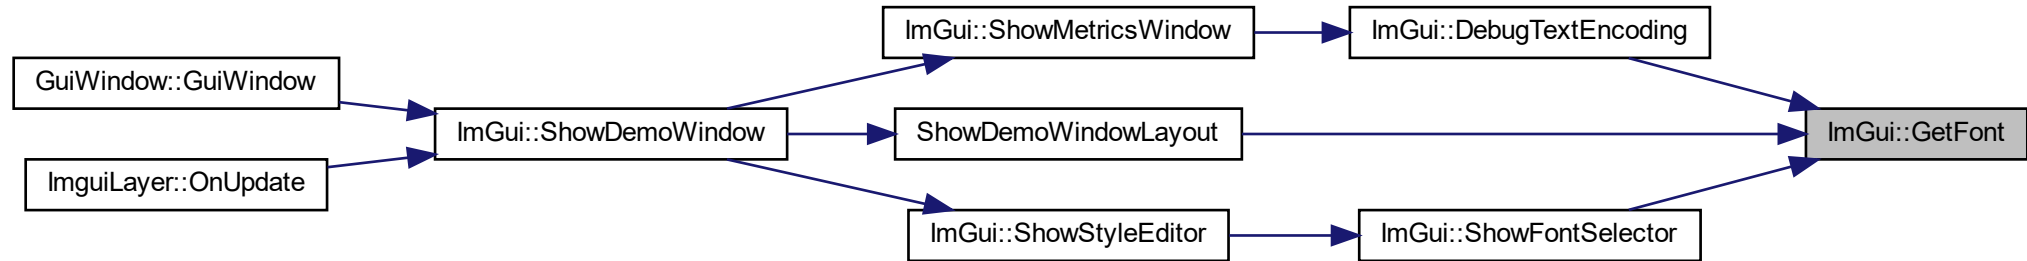 GuiWindow::GuiWindow
ImguiLayer::OnUpdate
ImGui::ShowDemoWindow
ImGui::ShowMetricsWindow
ShowDemoWindowLayout
ImGui::ShowStyleEditor
ImGui::DebugTextEncoding
ImGui::ShowFontSelector
ImGui::GetFont